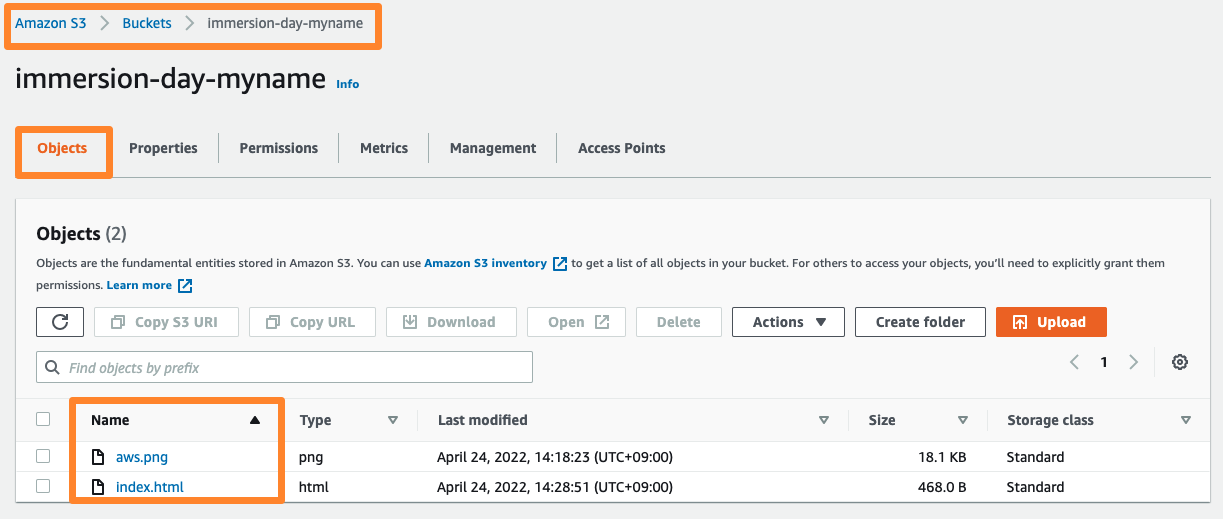 Amazon S3 > Buckets > immersion-day-myname
immersion-day-myname Info
Objects Properties Permissions Metrics Management Access Points
Objects (2)
Objects are the fundamental entities stored in Amazon S3. You can use Amazon S3 inventory to get a list of all objects in your bucket. For others to access your objects, you'll need to explicitly grant them
permissions. Learn more
Copy S3 URI Copy URL Download Open Delete Actions Create folder Upload
Find objects by prefix 1
Name Type Last modified Size Storage class
aws.png png April 24, 2022, 14:18:23 (UTC+09:00) 18.1 KB Standard
index.html html April 24, 2022, 14:28:51 (UTC+09:00) 468.0 B Standard